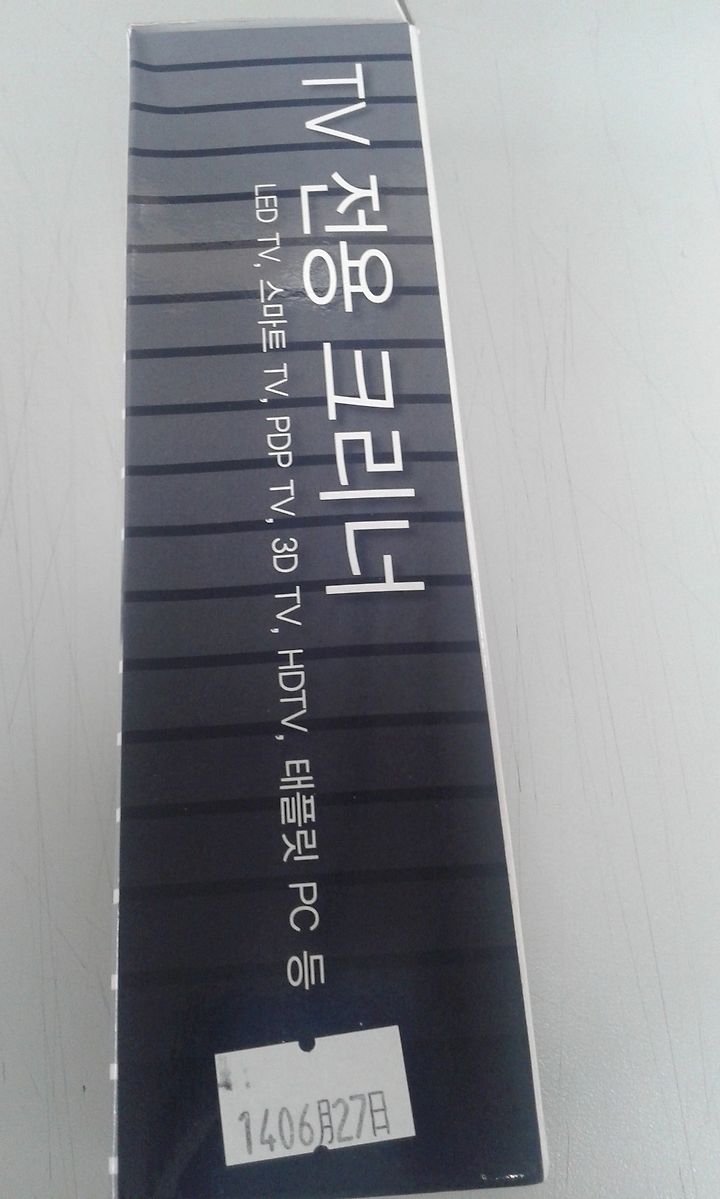 TV 전용 크리너
LED TV, 스마트 TV, PDP TV, 3D TV, HDTV, 태플릿 PC 등
1406月27日